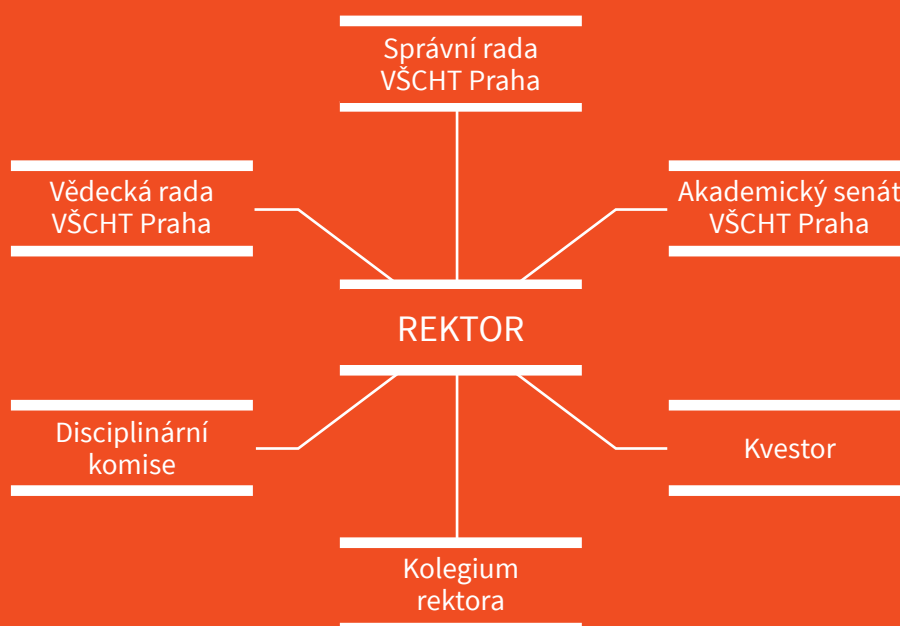 Správní rada
VŠCHT Praha
Vědecká rada
VŠCHT Praha
Akademický senát
VŠCHT Praha
REKTOR
Disciplinární
komise
Kvestor
Kolegium
rektora